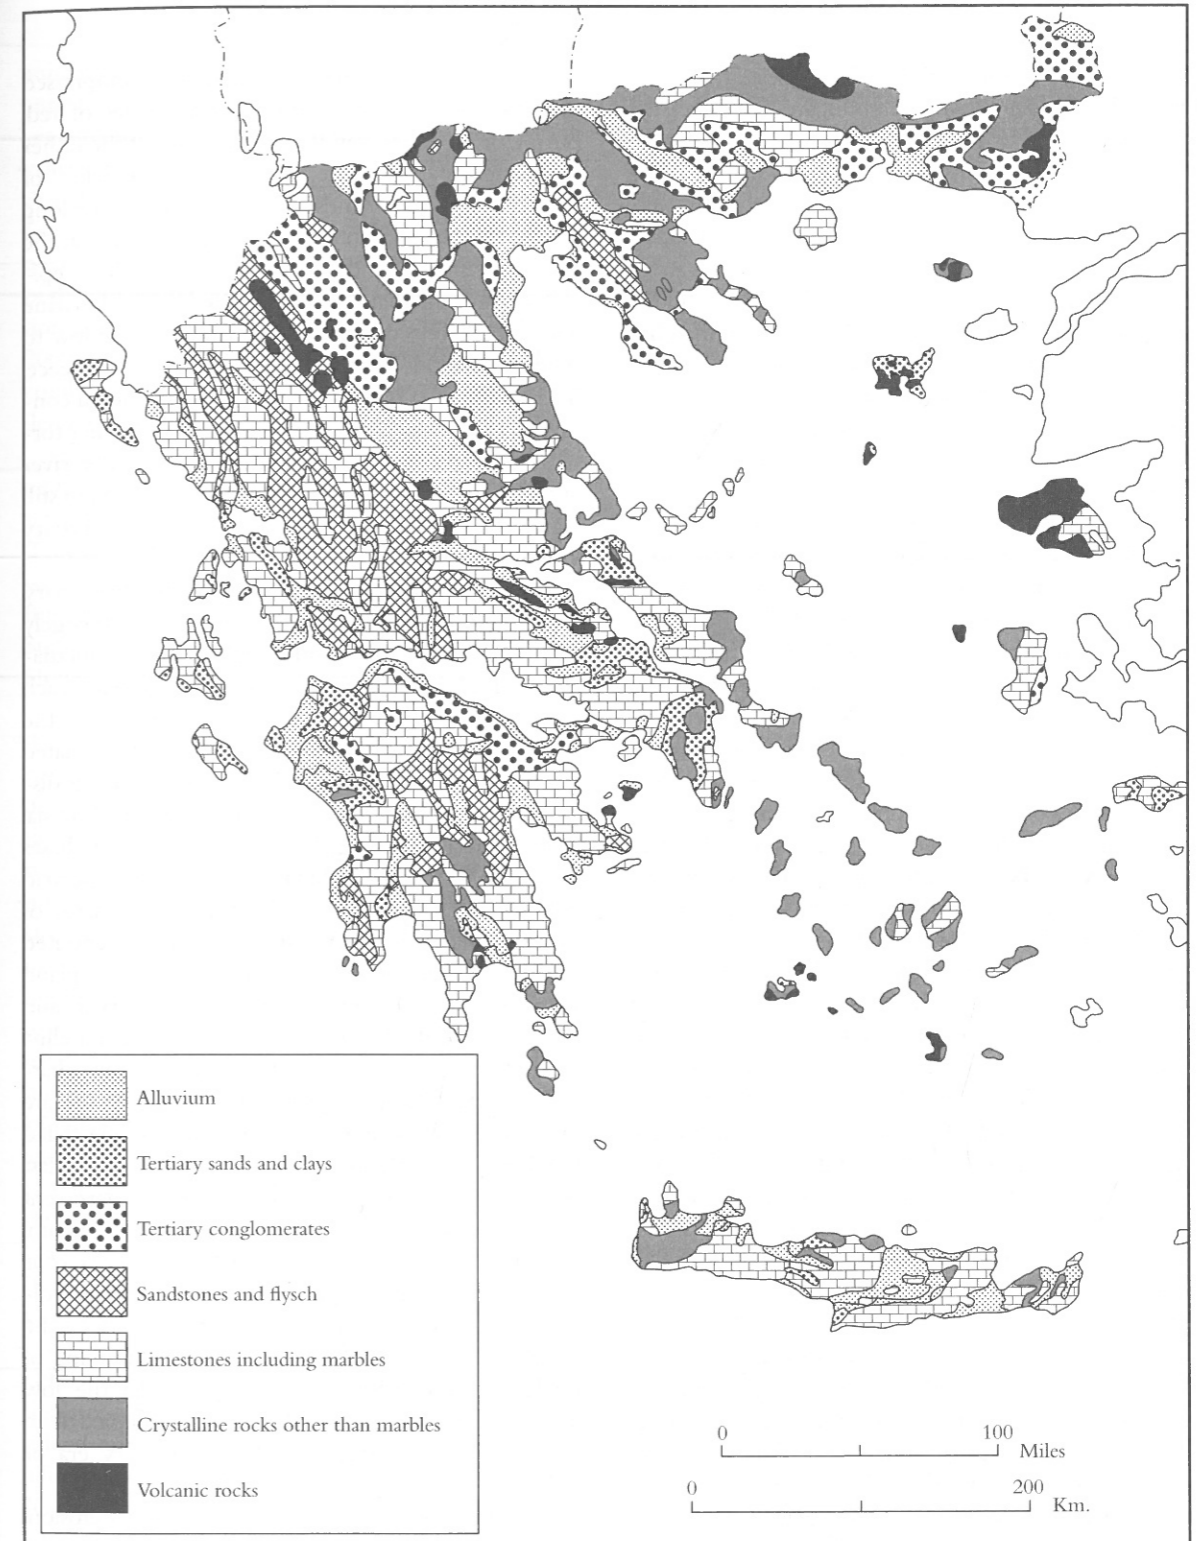 Alluvium
Tertiary sands and clays
Tertiary conglomerates
Sandstones and flysch
Limestones including marbles
Crystalline rocks other than marbles
Volcanic rocks
0 100
Miles
0 200
Km.